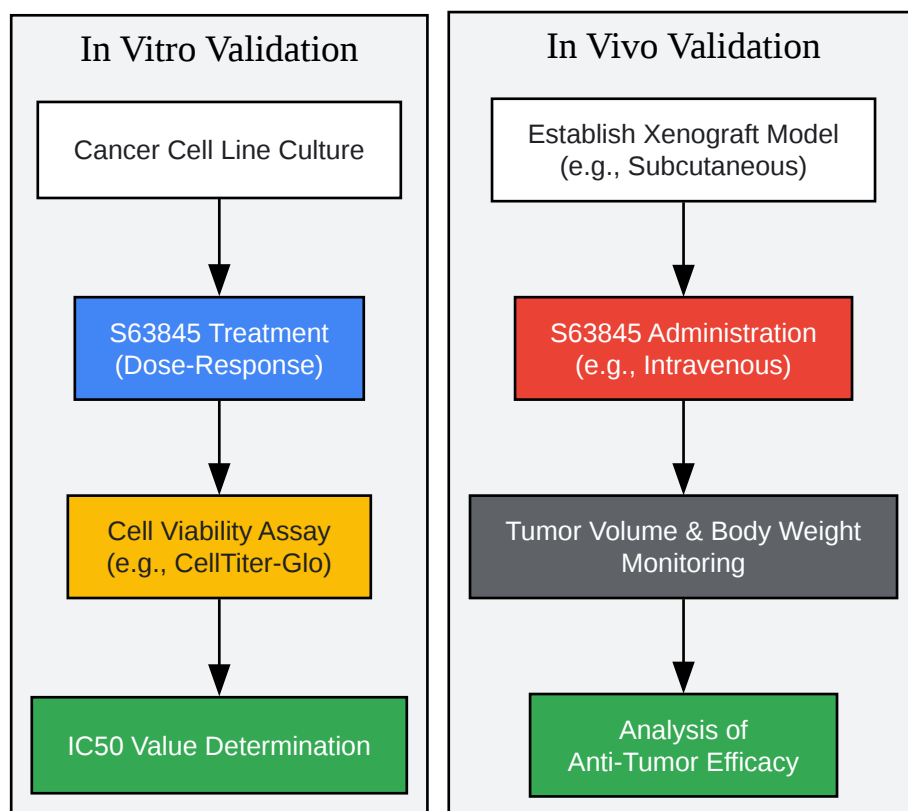 In Vitro Validation
Cancer Cell Line Culture
S63845 Treatment
(Dose-Response)
Cell Viability Assay
(e.g., CellTiter-Glo)
IC50 Value Determination
In Vivo Validation
Establish Xenograft Model
(e.g., Subcutaneous)
S63845 Administration
(e.g., Intravenous)
Tumor Volume & Body Weight
Monitoring
Analysis of
Anti-Tumor Efficacy